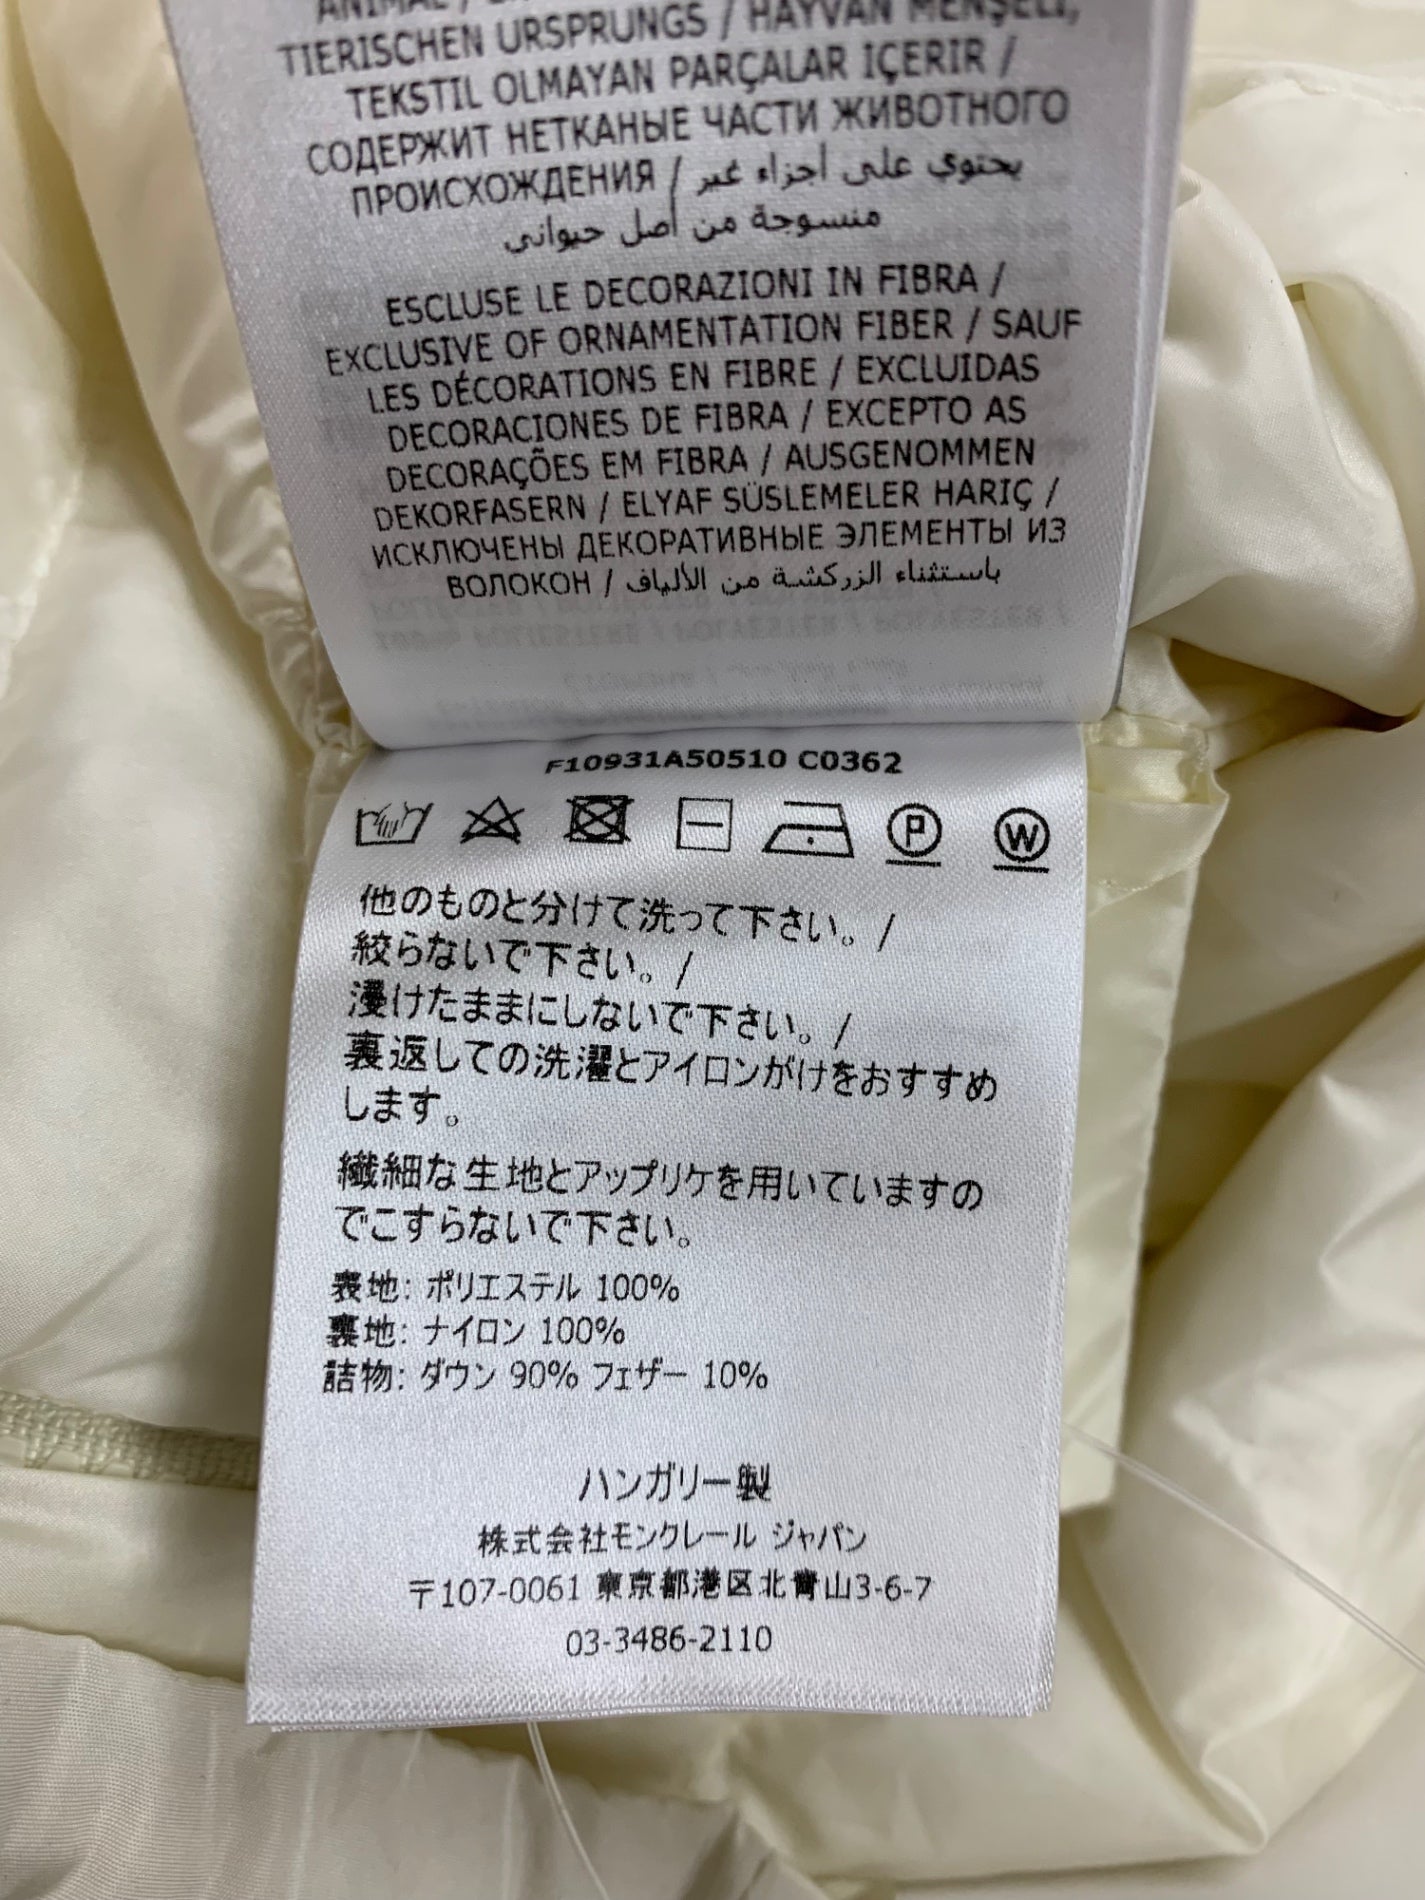 ANIMAL /
TIERISCHEN URSPRUNGS / HAYVAN MENŞELİ,
TEKSTIL OLMAYAN PARÇALAR IÇERIR /
СОДЕРЖИТ НЕТКАНЫЕ ЧАСТИ ЖИВОТНОГО
ПРОИСХОЖДЕНИЯ / يحتوي على أجزاء غير
منسوجة من أصل حيواني
ESCLUSE LE DECORAZIONI IN FIBRA /
EXCLUSIVE OF ORNAMENTATION FIBER / SAUF
LES DÉCORATIONS EN FIBRE / EXCLUIDAS
DECORACIONES DE FIBRA / EXCEPTO AS
DECORAÇÕES EM FIBRA / AUSGENOMMEN
DEKORFASERN / ELYAF SÜSLEMELER HARIÇ /
ИСКЛЮЧЕНЫ ДЕКОРАТИВНЫЕ ЭЛЕМЕНТЫ ИЗ
ВОЛОКОН / باستثناء الزركشة من الألياف
F10931A50510 C0362
P W
他のものと分けて洗って下さい。/
絞らないで下さい。/
浸けたままにしないで下さい。/
裏返しての洗濯とアイロンがけをおすすめ
します。
繊細な生地とアップリケを用いていますの
でこすらないで下さい。
表地: ポリエステル 100%
裏地: ナイロン 100%
詰物: ダウン 90% フェザー 10%
ハンガリー製
株式会社モンクレール ジャパン
〒107-0061 東京都港区北青山3-6-7
03-3486-2110